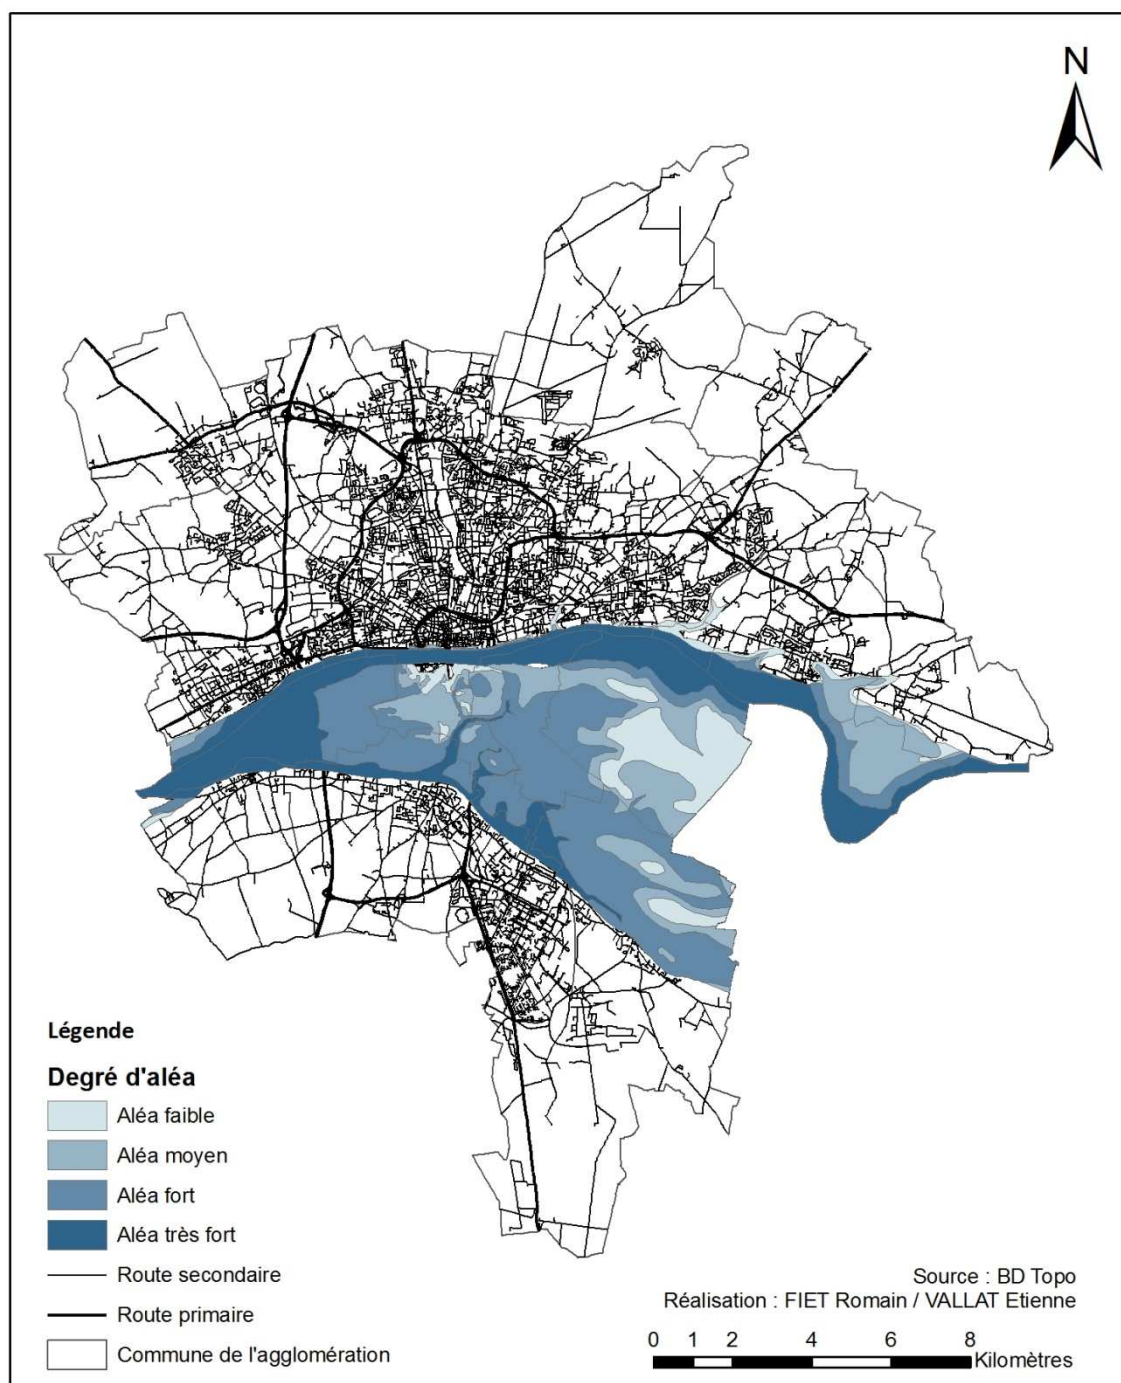 N
Légende
Degré d'aléa
Aléa faible
Aléa moyen
Aléa fort
Aléa très fort
Route secondaire
Route primaire
Commune de l'agglomération
Source : BD Topo
Réalisation : FIET Romain / VALLAT Etienne
0 1 2 4 6 8
Kilomètres